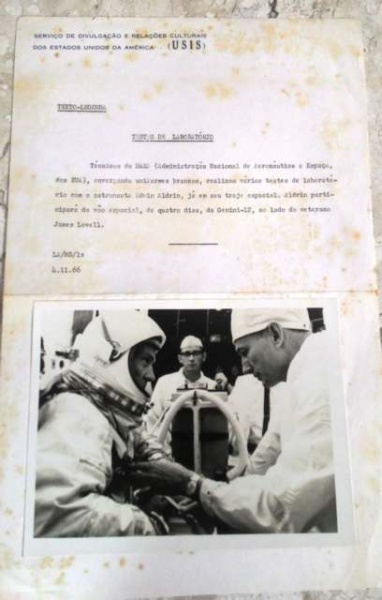 SERVIÇO DE DIVULGAÇÃO E RELAÇÕES CULTURAIS
DOS ESTADOS UNIDOS DA AMÉRICA (USIS)
TEXTO-LEGENDA
TESTES DE LABORATÓRIO
Técnicos da NASA (Administração Nacional de Aeronáutica e Espaço,
dos EUA), envergando uniformes brancos, realizam vários testes de laborató-
rio com o astronauta Edwin Aldrin, já em seu traje espacial. Aldrin parti-
cipará do vôo espacial, de quatro dias, da Gemini-12, ao lado do veterano
James Lovell.
4.11.66